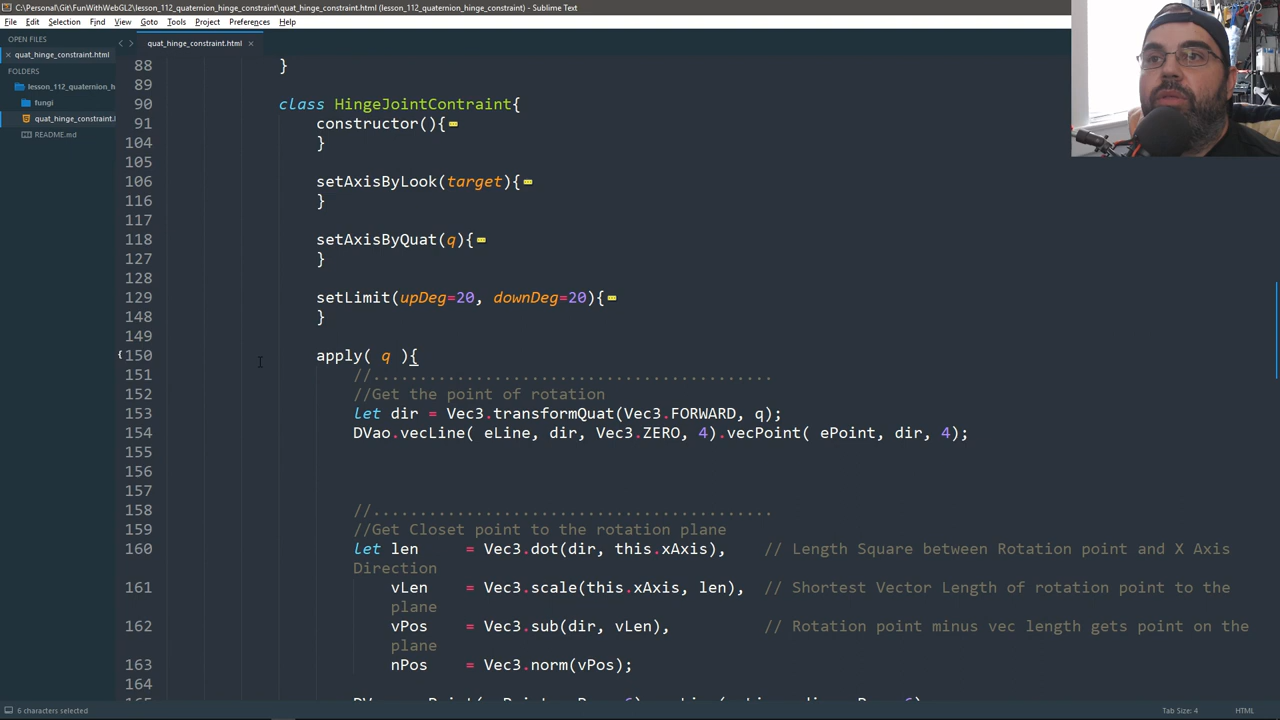 C:\Personal\Git\FunWithWebGL2\lesson_112_quaternion_hinge_constraint\quat_hinge_constraint.html (lesson_112_quaternion_hinge_constraint) - Sublime Text
File Edit Selection Find View Goto Tools Project Preferences Help
OPEN FILES
quat_hinge_constraint.html
FOLDERS
lesson_112_quaternion_h
fungi
quat_hinge_constraint.h
README.md
quat_hinge_constraint.html
88 }
89
90 class HingeJointContraint{
91 constructor(){
104 }
105
106 setAxisByLook(target){
116 }
117
118 setAxisByQuat(q){
127 }
128
129 setLimit(upDeg=20, downDeg=20){
148 }
149
150 apply( q ){
151 //............................................
152 //Get the point of rotation
153 let dir = Vec3.transformQuat(Vec3.FORWARD, q);
154 DVao.vecLine( eLine, dir, Vec3.ZERO, 4).vecPoint( ePoint, dir, 4);
155
156
157
158 //............................................
159 //Get Closet point to the rotation plane
160 let len = Vec3.dot(dir, this.xAxis), // Length Square between Rotation point and X Axis
Direction
161 vLen = Vec3.scale(this.xAxis, len), // Shortest Vector Length of rotation point to the
plane
162 vPos = Vec3.sub(dir, vLen), // Rotation point minus vec length gets point on the
plane
163 nPos = Vec3.norm(vPos);
164
6 characters selected
Tab Size: 4
HTML